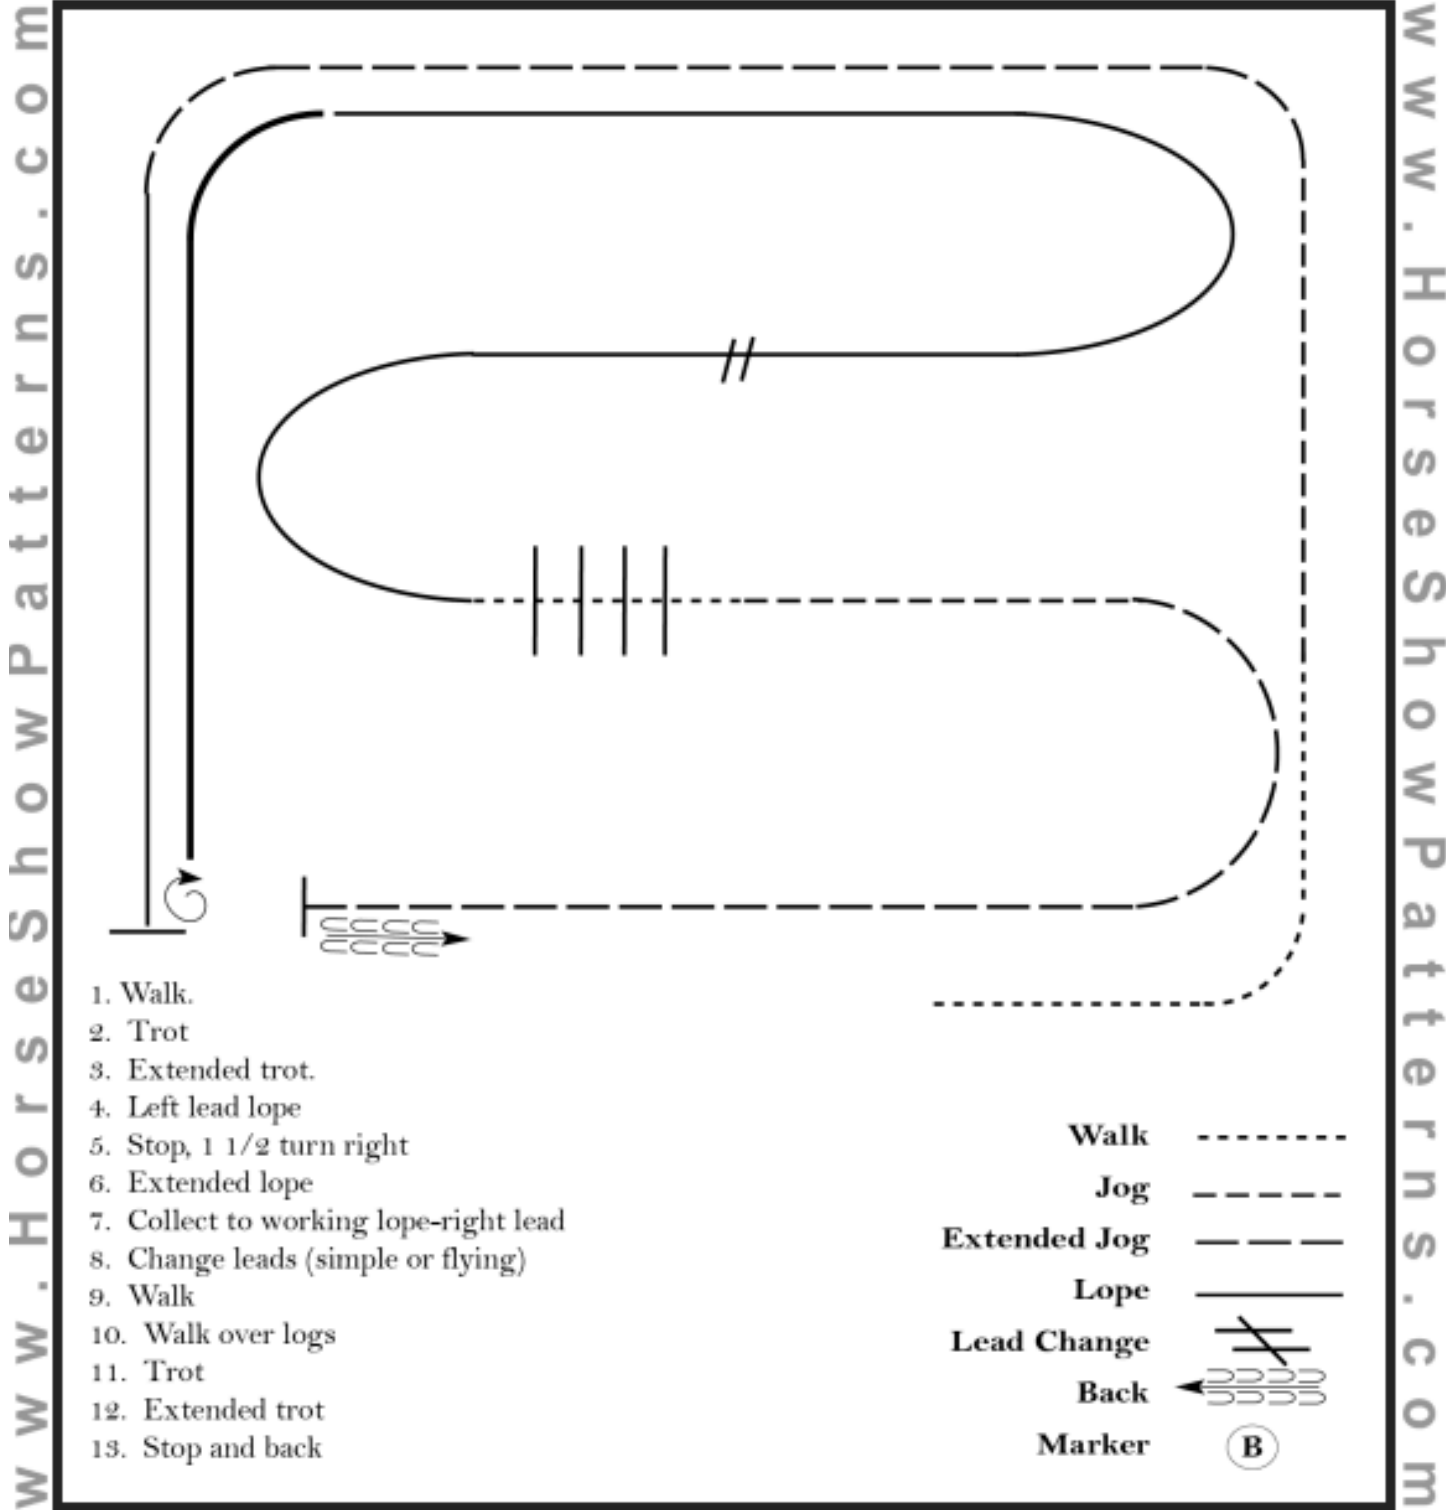 www.HorseShowPatterns.com
www.HorseShowPatterns.com
1. Walk.
2. Trot
3. Extended trot.
4. Left lead lope
5. Stop, 1 1/2 turn right
6. Extended lope
7. Collect to working lope-right lead
8. Change leads (simple or flying)
9. Walk
10. Walk over logs
11. Trot
12. Extended trot
13. Stop and back
Walk
Jog
Extended Jog
Lope
Lead Change
Back
Marker B